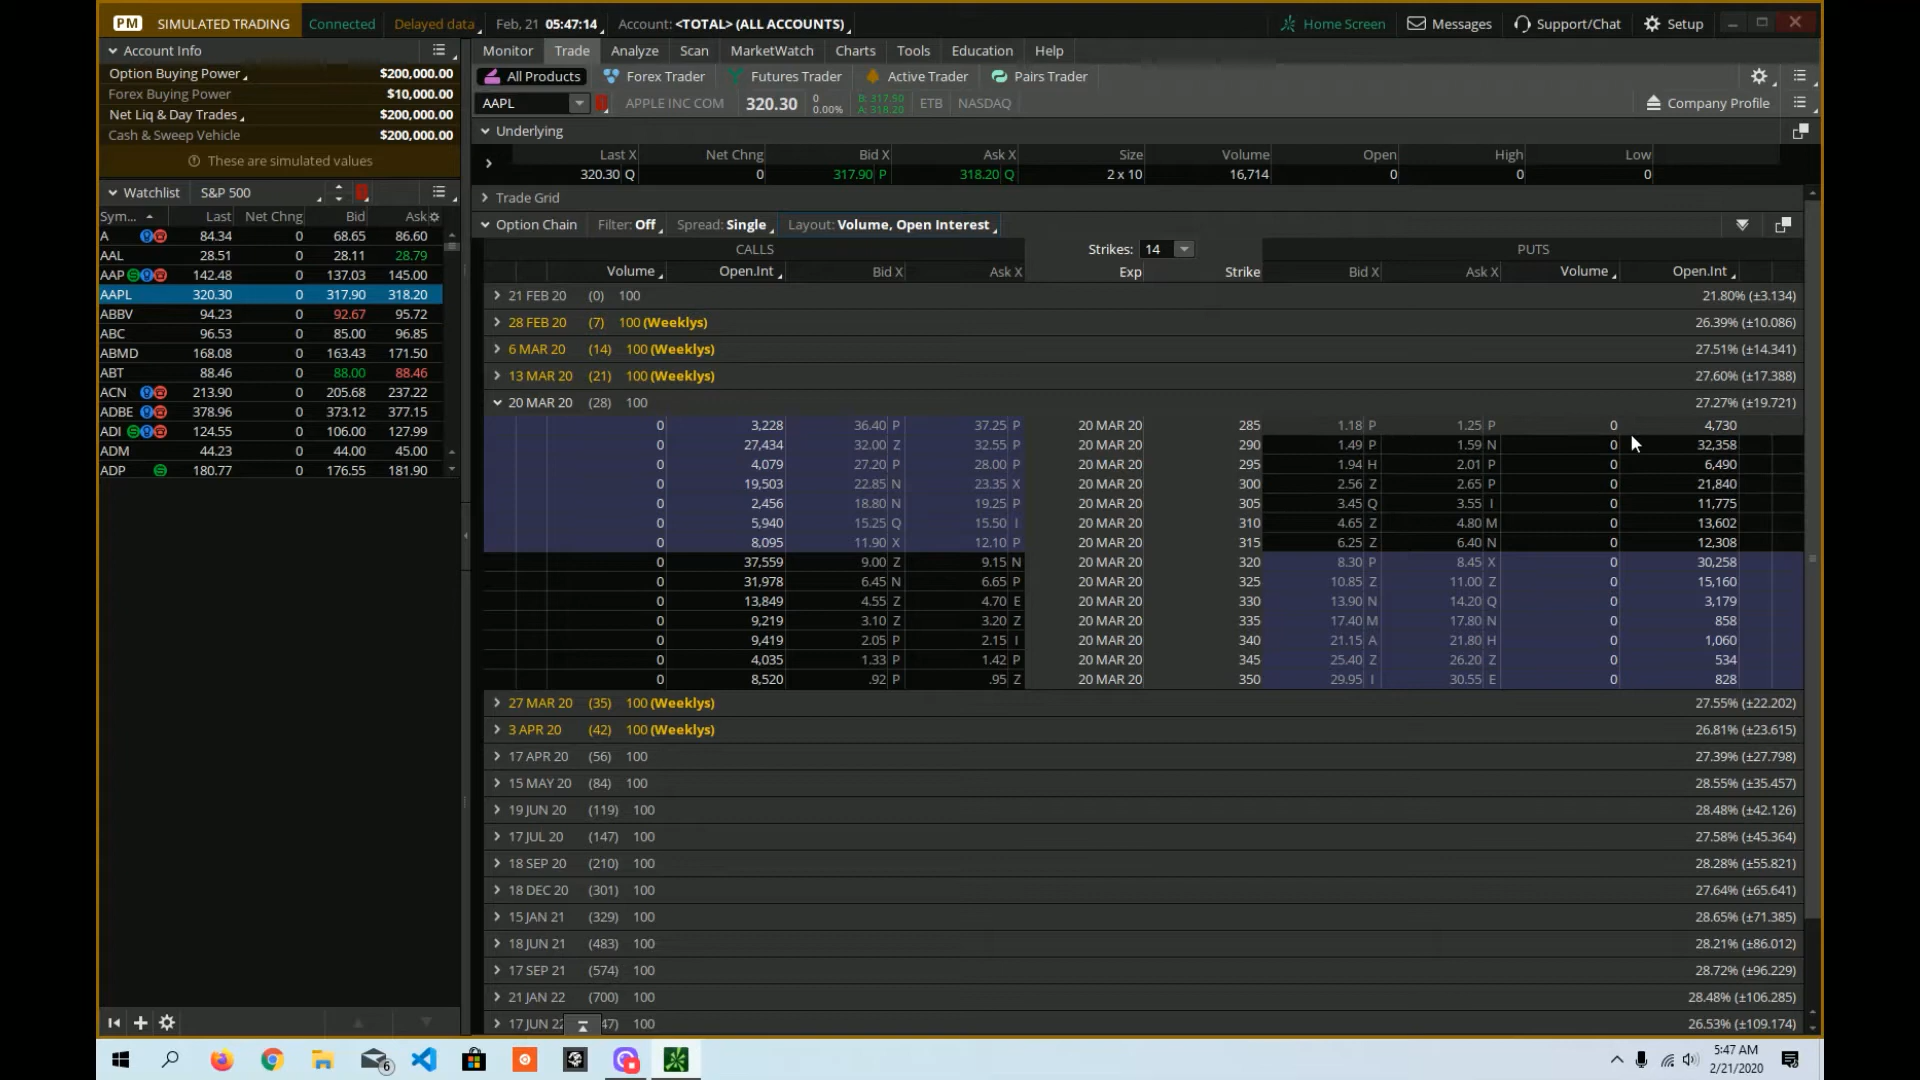 PM SIMULATED TRADING Connected Delayed data Feb, 21 05:47:14 Account: <TOTAL> (ALL ACCOUNTS) Home Screen Messages Support/Chat Setup
Account Info
Option Buying Power $200,000.00
Forex Buying Power $10,000.00
Net Liq & Day Trades $200,000.00
Cash & Sweep Vehicle $200,000.00
These are simulated values
Watchlist S&P 500
Sym... Last Net Chng Bid Ask
A 84.34 0 68.65 86.60
AAL 28.51 0 28.11 28.79
AAP 142.48 0 137.03 145.00
AAPL 320.30 0 317.90 318.20
ABBV 94.23 0 92.67 95.72
ABC 96.53 0 85.00 96.85
ABMD 168.08 0 163.43 171.50
ABT 88.46 0 88.00 88.46
ACN 213.90 0 205.68 237.22
ADBE 378.96 0 373.12 377.15
ADI 124.55 0 106.00 127.99
ADM 44.23 0 44.00 45.00
ADP 180.77 0 176.55 181.90
Monitor Trade Analyze Scan MarketWatch Charts Tools Education Help
All Products Forex Trader Futures Trader Active Trader Pairs Trader
AAPL APPLE INC COM 320.30 0 0.00% B: 317.90 A: 318.20 ETB NASDAQ Company Profile
Underlying
Last X Net Chng Bid X Ask X Size Volume Open High Low
320.30 Q 0 317.90 P 318.20 Q 2 x 10 16,714 0 0 0
Trade Grid
Option Chain Filter: Off Spread: Single Layout: Volume, Open Interest
CALLS Strikes: 14 PUTS
Volume Open.Int Bid X Ask X Exp Strike Bid X Ask X Volume Open.Int
21 FEB 20 (0) 100 21.80% (±3.134)
28 FEB 20 (7) 100 (Weeklys) 26.39% (±10.086)
6 MAR 20 (14) 100 (Weeklys) 27.51% (±14.341)
13 MAR 20 (21) 100 (Weeklys) 27.60% (±17.388)
20 MAR 20 (28) 100 27.27% (±19.721)
0 3,228 36.40 P 37.25 P 20 MAR 20 285 1.18 P 1.25 P 0 4,730
0 27,434 32.00 Z 32.55 P 20 MAR 20 290 1.49 P 1.59 N 0 32,358
0 4,079 27.20 P 28.00 P 20 MAR 20 295 1.94 H 2.01 P 0 6,490
0 19,503 22.85 N 23.35 X 20 MAR 20 300 2.56 Z 2.65 P 0 21,840
0 2,456 18.80 N 19.25 P 20 MAR 20 305 3.45 Q 3.55 I 0 11,775
0 5,940 15.25 Q 15.50 I 20 MAR 20 310 4.65 Z 4.80 M 0 13,602
0 8,095 11.90 X 12.10 P 20 MAR 20 315 6.25 Z 6.40 N 0 12,308
0 37,559 9.00 Z 9.15 N 20 MAR 20 320 8.30 P 8.45 X 0 30,258
0 31,978 6.45 N 6.65 P 20 MAR 20 325 10.85 Z 11.00 Z 0 15,160
0 13,849 4.55 Z 4.70 E 20 MAR 20 330 13.90 N 14.20 Q 0 3,179
0 9,219 3.10 Z 3.20 Z 20 MAR 20 335 17.40 M 17.80 N 0 858
0 9,419 2.05 P 2.15 I 20 MAR 20 340 21.15 A 21.80 H 0 1,060
0 4,035 1.33 P 1.42 P 20 MAR 20 345 25.40 Z 26.20 Z 0 534
0 8,520 .92 P .95 Z 20 MAR 20 350 29.95 I 30.55 E 0 828
27 MAR 20 (35) 100 (Weeklys) 27.55% (±22.202)
3 APR 20 (42) 100 (Weeklys) 26.81% (±23.615)
17 APR 20 (56) 100 27.39% (±27.798)
15 MAY 20 (84) 100 28.55% (±35.457)
19 JUN 20 (119) 100 28.48% (±42.126)
17 JUL 20 (147) 100 27.58% (±45.364)
18 SEP 20 (210) 100 28.28% (±55.821)
18 DEC 20 (301) 100 27.64% (±65.641)
15 JAN 21 (329) 100 28.65% (±71.385)
18 JUN 21 (483) 100 28.21% (±86.012)
17 SEP 21 (574) 100 28.72% (±96.229)
21 JAN 22 (700) 100 28.48% (±106.285)
17 JUN 22 47) 100 26.53% (±109.174)
6 5:47 AM
2/21/2020